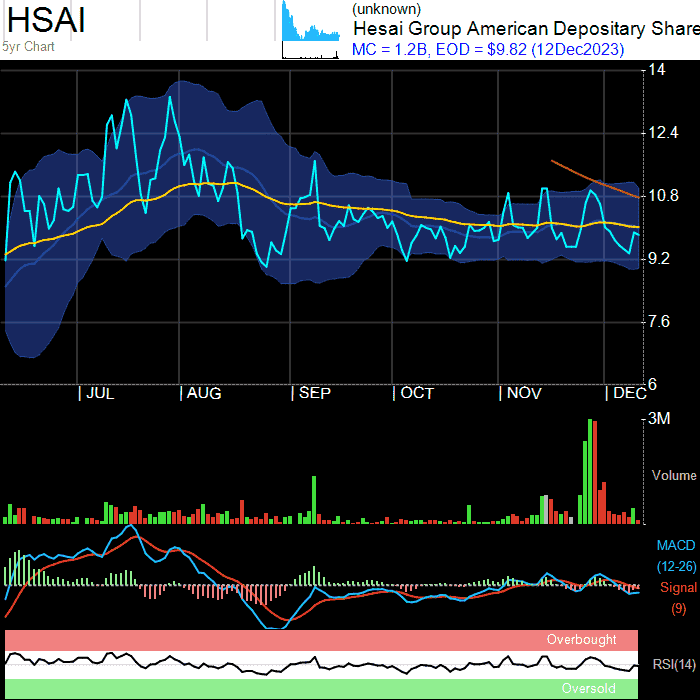 HSAI
(unknown)
Hesai Group American Depositary Share
5yr Chart
MC = 1.2B, EOD = $9.82 (12Dec2023)
14
12.4
10.8
9.2
7.6
6
JUL
AUG
SEP
OCT
NOV
DEC
3M
Volume
MACD
(12-26)
Signal
(9)
Overbought
RSI(14)
Oversold